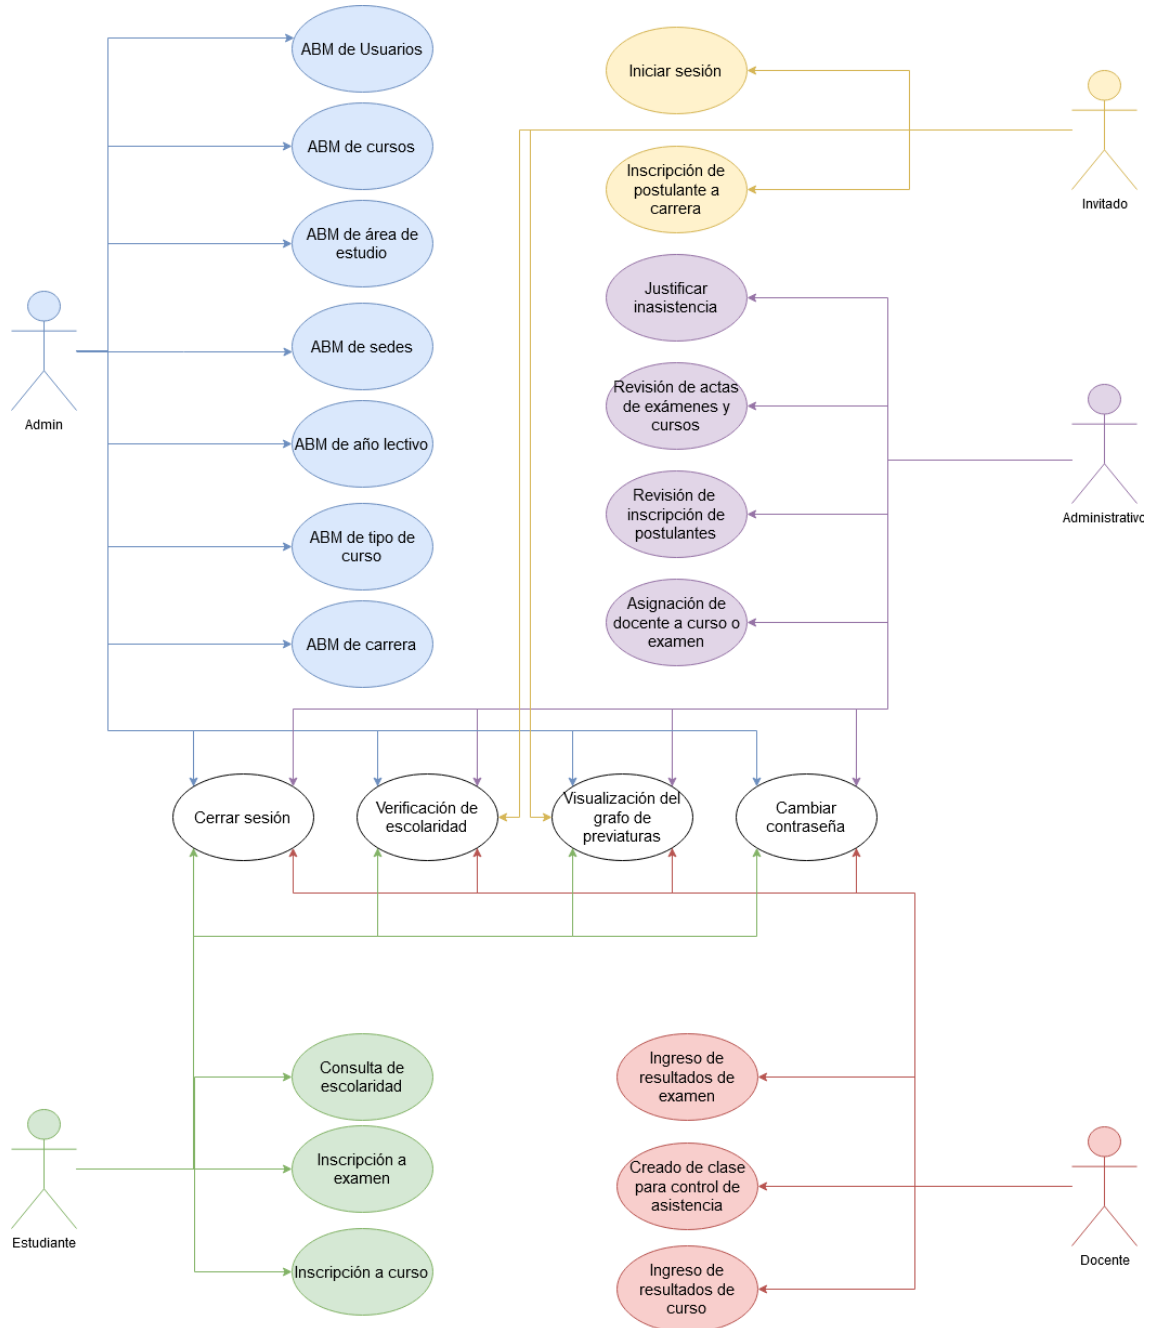 ABM de Usuarios
ABM de cursos
ABM de área de
estudio
ABM de sedes
ABM de año lectivo
ABM de tipo de
curso
ABM de carrera
Admin
Iniciar sesión
Inscripción de
postulante a
carrera
Invitado
Justificar
inasistencia
Revisión de actas
de exámenes y
cursos
Revisión de
inscripción de
postulantes
Asignación de
docente a curso o
examen
Administrativo
Cerrar sesión
Verificación de
escolaridad
Visualización del
grafo de
previaturas
Cambiar
contraseña
Consulta de
escolaridad
Inscripción a
examen
Inscripción a curso
Estudiante
Ingreso de
resultados de
examen
Creado de clase
para control de
asistencia
Ingreso de
resultados de
curso
Docente